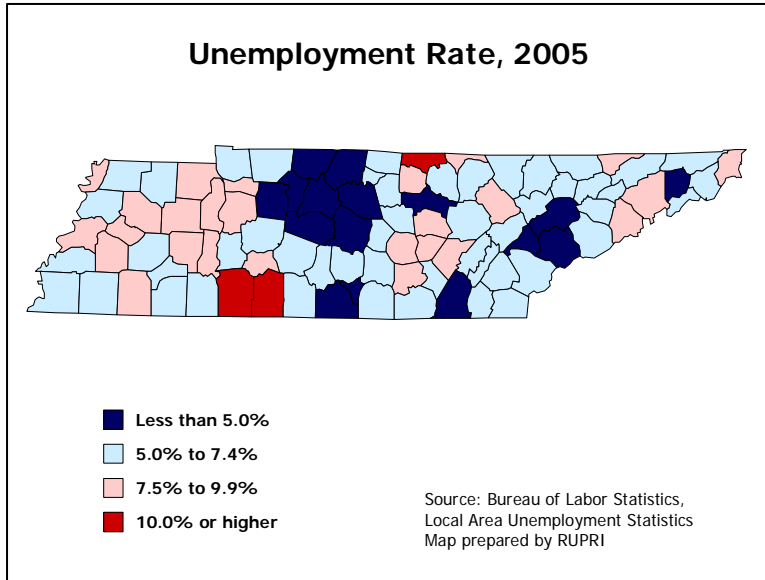 Unemployment Rate, 2005
Less than 5.0%
5.0% to 7.4%
7.5% to 9.9%
10.0% or higher
Source: Bureau of Labor Statistics,
Local Area Unemployment Statistics
Map prepared by RUPRI